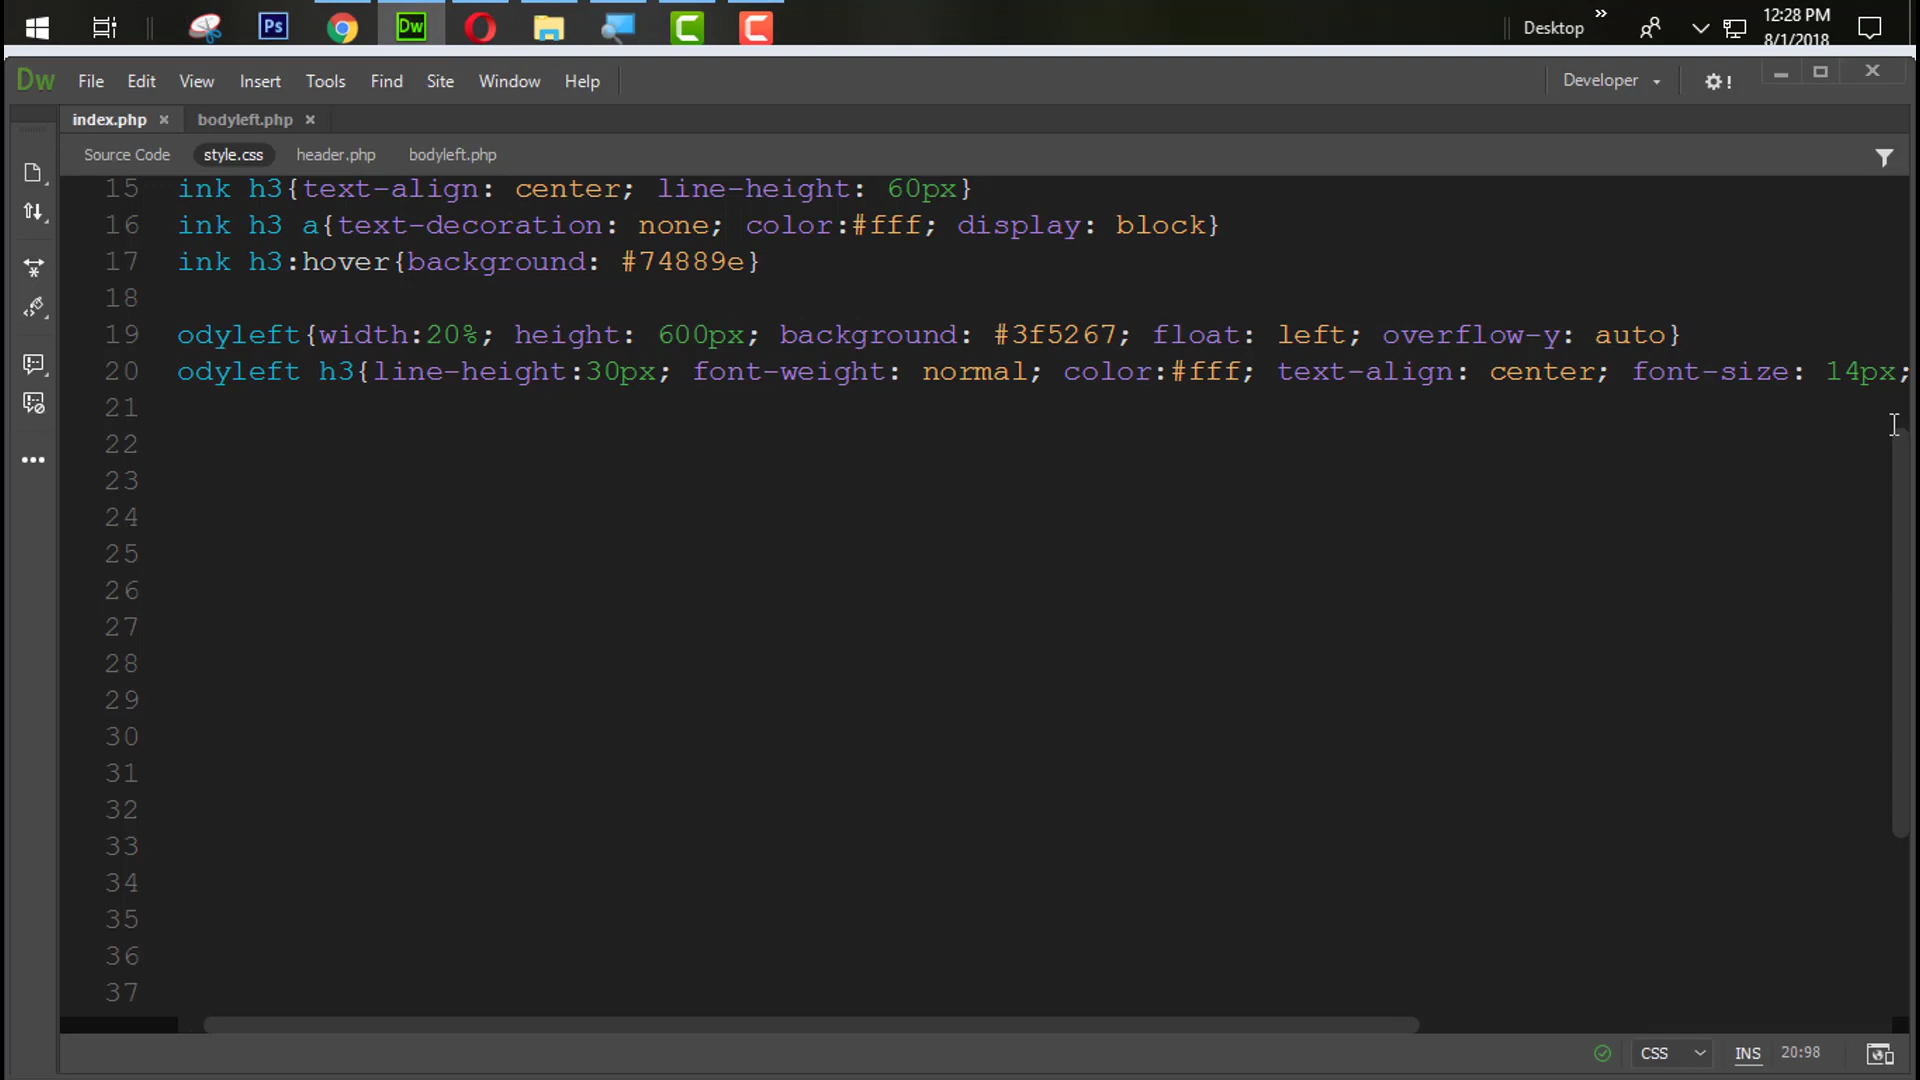 Ps
Dw
Desktop
»
12:28 PM
8/1/2018
Dw File Edit View Insert Tools Find Site Window Help
Developer
index.php bodyleft.php
Source Code style.css header.php bodyleft.php
15 ink h3{text-align: center; line-height: 60px}
16 ink h3 a{text-decoration: none; color:#fff; display: block}
17 ink h3:hover{background: #74889e}
18
19 odyleft{width:20%; height: 600px; background: #3f5267; float: left; overflow-y: auto}
20 odyleft h3{line-height:30px; font-weight: normal; color:#fff; text-align: center; font-size: 14px;
21
22
23
24
25
26
27
28
29
30
31
32
33
34
35
36
37
CSS INS 20:98